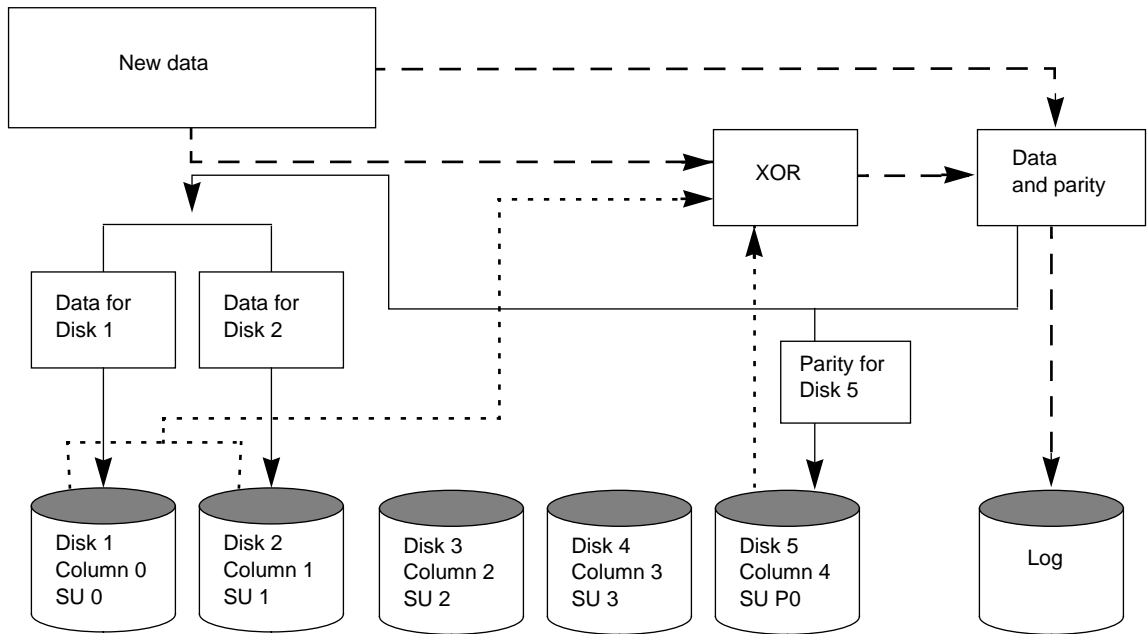 New data
XOR
Data
and parity
Data for
Disk 1
Data for
Disk 2
Parity for
Disk 5
Disk 1
Column 0
SU 0
Disk 2
Column 1
SU 1
Disk 3
Column 2
SU 2
Disk 4
Column 3
SU 3
Disk 5
Column 4
SU P0
Log